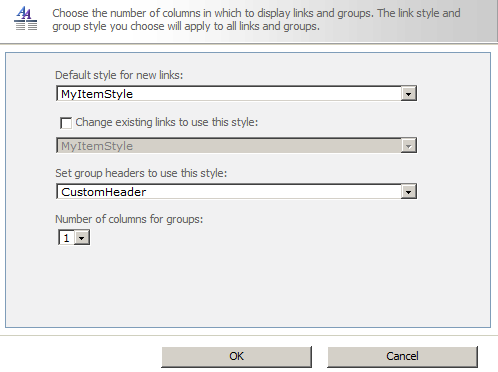 Choose the number of columns in which to display links and groups. The link style and
group style you choose will apply to all links and groups.
Default style for new links:
MyItemStyle
Change existing links to use this style:
MyItemStyle
Set group headers to use this style:
CustomHeader
Number of columns for groups:
1
OK Cancel